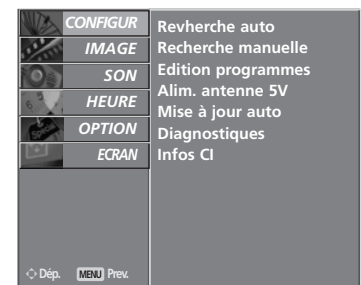 CONFIGUR
IMAGE
SON
HEURE
OPTION
ECRAN
Revherche auto
Recherche manuelle
Edition programmes
Alim. antenne 5V
Mise à jour auto
Diagnostiques
Infos CI
Dép. MENU Prev.